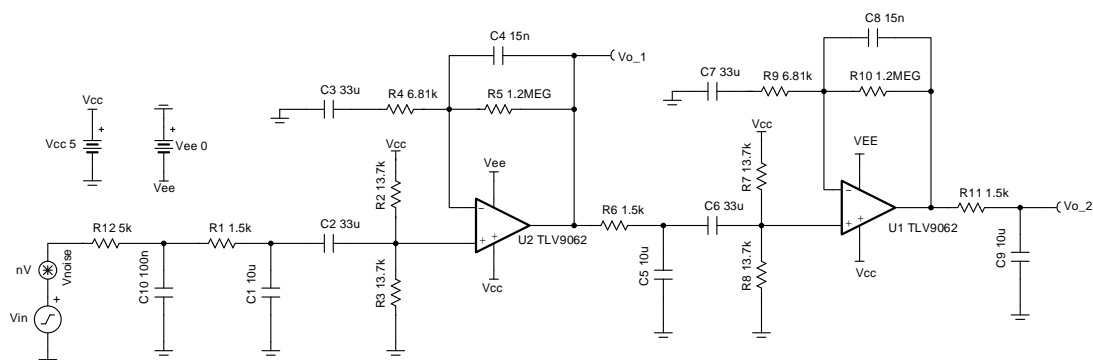 C8 15n
C4 15n
Vo_1
C7 33u
R9 6.81k
R10 1.2MEG
C3 33u
R4 6.81k
R5 1.2MEG
Vcc
Vcc 5
+
Vee 0
+
Vee
Vcc
R2 13.7k
Vee
Vcc
R7 13.7k
VEE
R12 5k
R1 1.5k
C2 33u
−
+
+
U2 TLV9062
R6 1.5k
C6 33u
−
+
+
U1 TLV9062
R11 1.5k
Vo_2
nV
Vnoise
C10 100n
C1 10u
R3 13.7k
Vcc
C5 10u
R8 13.7k
Vcc
C9 10u
Vin
+